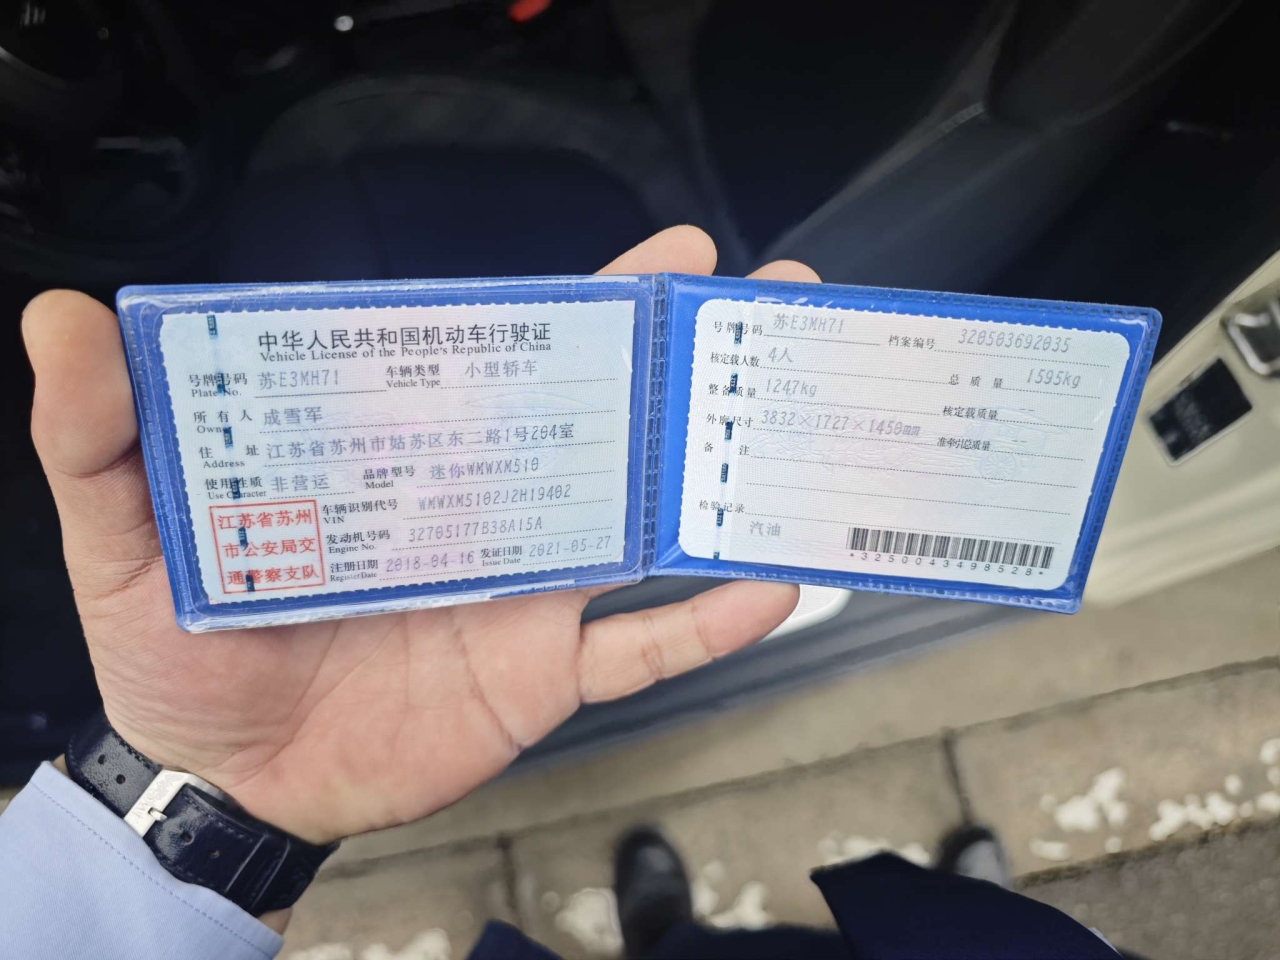 中华人民共和国机动车行驶证
Vehicle License of the People's Republic of China
号牌号码 苏E3MH71 车辆类型 小型轿车
Plate No. Vehicle Type
所有人 成雪军
Owner
住址 江苏省苏州市姑苏区东二路1号204室
Address
使用性质 非营运 品牌型号 迷你WMWXM510
Use Character Model
江苏省苏州
市公安局交
通警察支队
车辆识别代号 WMWXM5102J2H19402
VIN
发动机号码 32705177B38A15A
Engine No.
注册日期 2018-04-16 发证日期 2021-05-27
Register Date Issue Date
号牌号码 苏E3MH71 档案编号 320503692035
核定载人数 4人 总质量 1595kg
整备质量 1247kg 核定载质量 --
外廓尺寸 3832×1727×1450mm 准牵引总质量 --
备注
检验记录
汽油
*3250043498528*